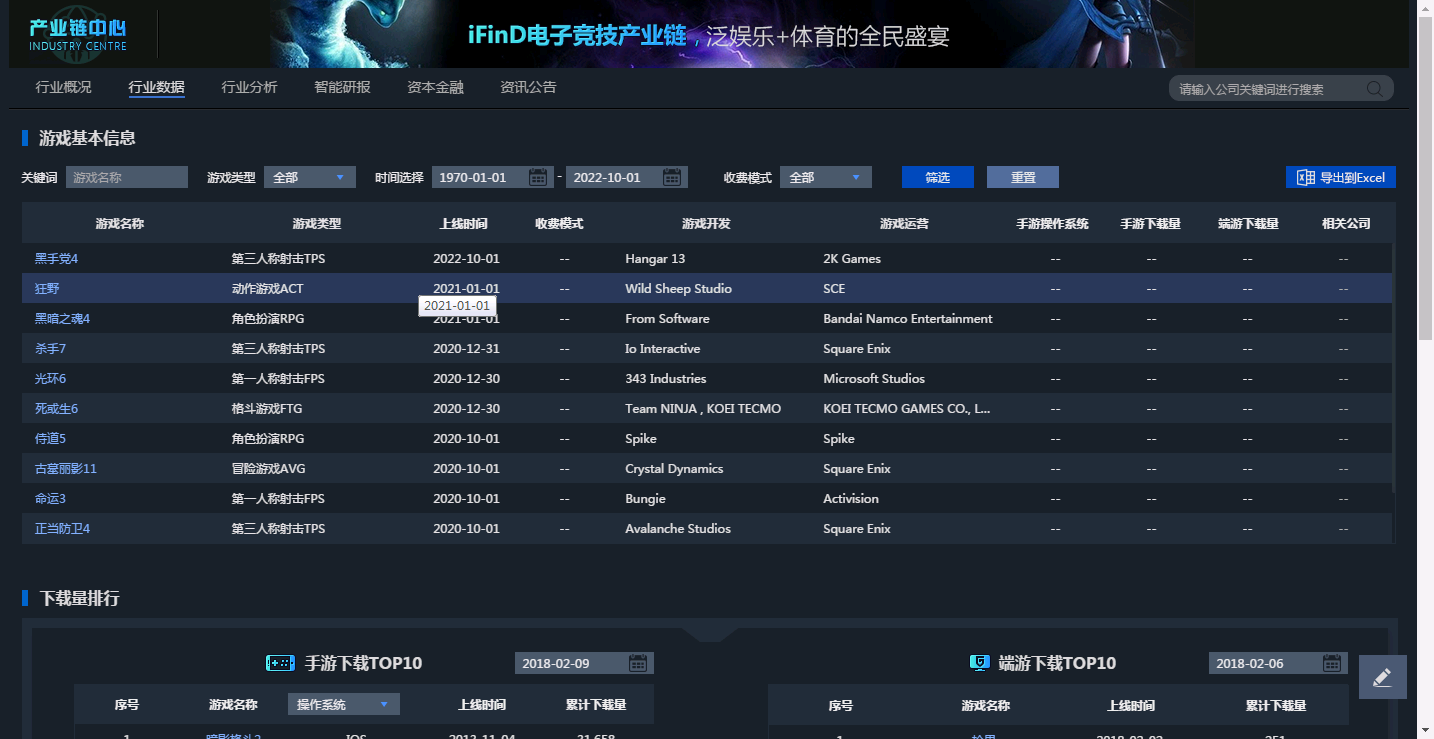 产业链中心
INDUSTRY CENTRE
iFinD电子竞技产业链,泛娱乐+体育的全民盛宴
行业概况 行业数据 行业分析 智能研报 资本金融 资讯公告 请输入公司关键词进行搜索
游戏基本信息
关键词 游戏名称 游戏类型 全部 时间选择 1970-01-01 - 2022-10-01 收费模式 全部 筛选 重置 导出到Excel
游戏名称 游戏类型 上线时间 收费模式 游戏开发 游戏运营 手游操作系统 手游下载量 端游下载量 相关公司
黑手党4 第三人称射击TPS 2022-10-01 -- Hangar 13 2K Games -- -- -- --
狂野 动作游戏ACT 2021-01-01 -- Wild Sheep Studio SCE -- -- -- --
2021-01-01
黑暗之魂4 角色扮演RPG 2021-01-01 -- From Software Bandai Namco Entertainment -- -- -- --
杀手7 第三人称射击TPS 2020-12-31 -- Io Interactive Square Enix -- -- -- --
光环6 第一人称射击FPS 2020-12-30 -- 343 Industries Microsoft Studios -- -- -- --
死或生6 格斗游戏FTG 2020-12-30 -- Team NINJA , KOEI TECMO KOEI TECMO GAMES CO., L... -- -- -- --
侍道5 角色扮演RPG 2020-10-01 -- Spike Spike -- -- -- --
古墓丽影11 冒险游戏AVG 2020-10-01 -- Crystal Dynamics Square Enix -- -- -- --
命运3 第一人称射击FPS 2020-10-01 -- Bungie Activision -- -- -- --
正当防卫4 第三人称射击TPS 2020-10-01 -- Avalanche Studios Square Enix -- -- -- --
下载量排行
手游下载TOP10 2018-02-09
序号 游戏名称 操作系统 上线时间 累计下载量
1 暗影格斗2 IOS 2013-11-04 31,658
端游下载TOP10 2018-02-06
序号 游戏名称 上线时间 累计下载量
1 2018-02-02 251